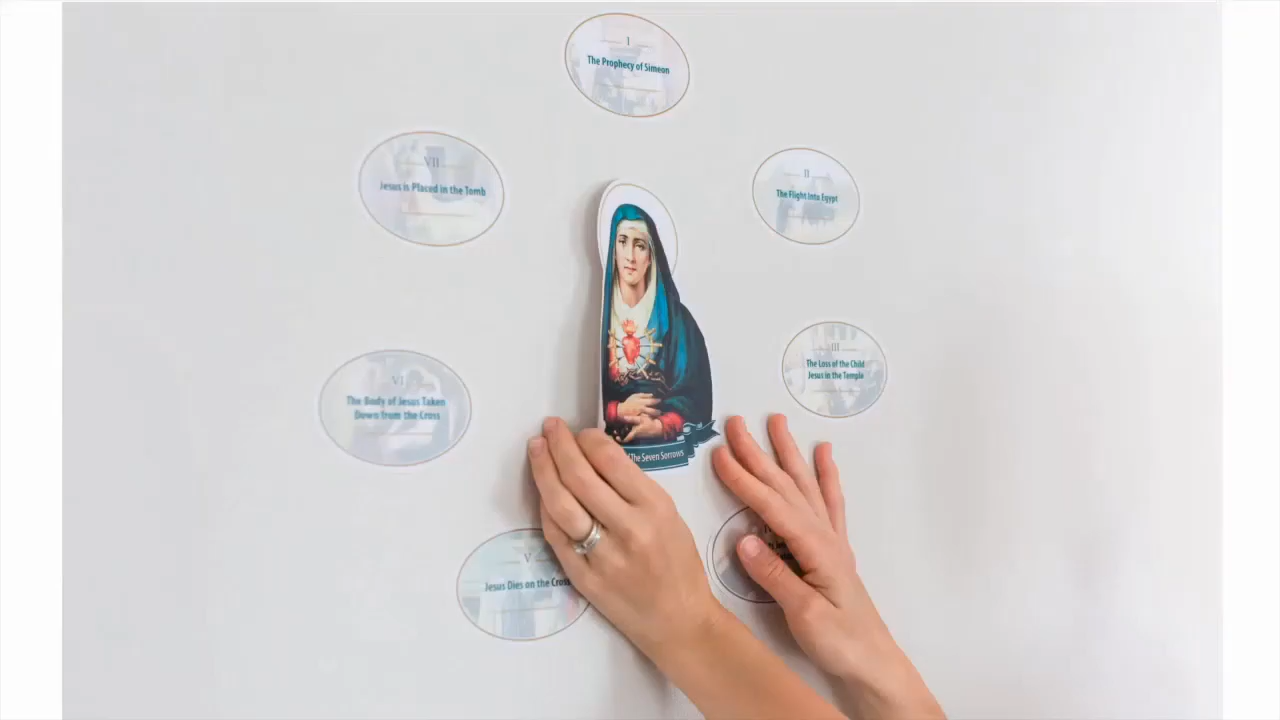 I
The Prophecy of Simeon
VII
Jesus is Placed in the Tomb
II
The Flight Into Egypt
III
The Loss of the Child
Jesus in the Temple
VI
The Body of Jesus Taken
Down from the Cross
The Seven Sorrows
V
Jesus Dies on the Cross